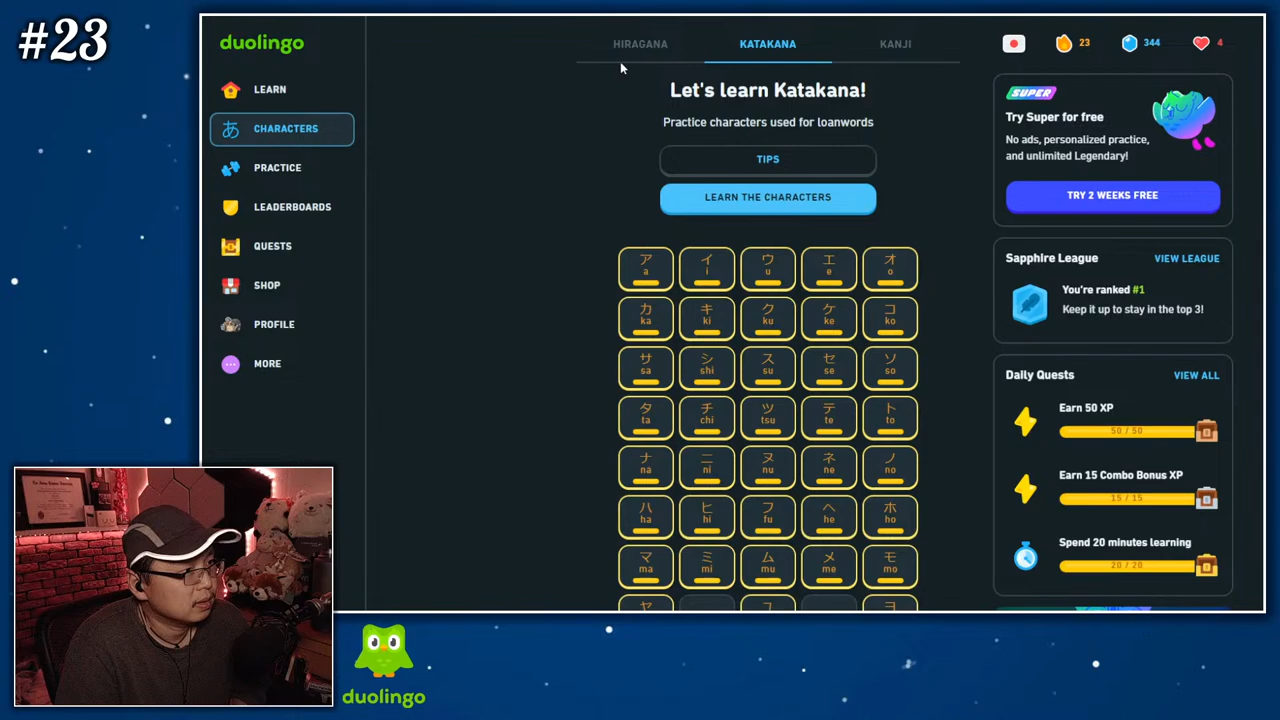 #23
duolingo
LEARN
あ CHARACTERS
PRACTICE
LEADERBOARDS
QUESTS
SHOP
PROFILE
MORE
HIRAGANA KATAKANA KANJI
23 344 4
Let's learn Katakana!
Practice characters used for loanwords
TIPS
LEARN THE CHARACTERS
ア イ ウ エ オ
a i u e o
カ キ ク ケ コ
ka ki ku ke ko
サ シ ス セ ソ
sa shi su se so
タ チ ツ テ ト
ta chi tsu te to
ナ ニ ヌ ネ ノ
na ni nu ne no
ハ ヒ フ ヘ ホ
ha hi fu he ho
マ ミ ム メ モ
ma mi mu me mo
ヤ ユ ヨ
SUPER
Try Super for free
No ads, personalized practice,
and unlimited Legendary!
TRY 2 WEEKS FREE
Sapphire League VIEW LEAGUE
You're ranked #1
Keep it up to stay in the top 3!
Daily Quests VIEW ALL
Earn 50 XP
50 / 50
Earn 15 Combo Bonus XP
15 / 15
Spend 20 minutes learning
20 / 20
duolingo